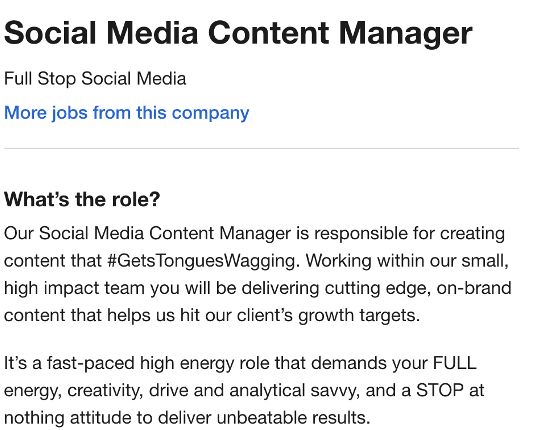 Social Media Content Manager
Full Stop Social Media
More jobs from this company
What’s the role?
Our Social Media Content Manager is responsible for creating
content that #GetsTonguesWagging. Working within our small,
high impact team you will be delivering cutting edge, on-brand
content that helps us hit our client’s growth targets.
It’s a fast-paced high energy role that demands your FULL
energy, creativity, drive and analytical savvy, and a STOP at
nothing attitude to deliver unbeatable results.